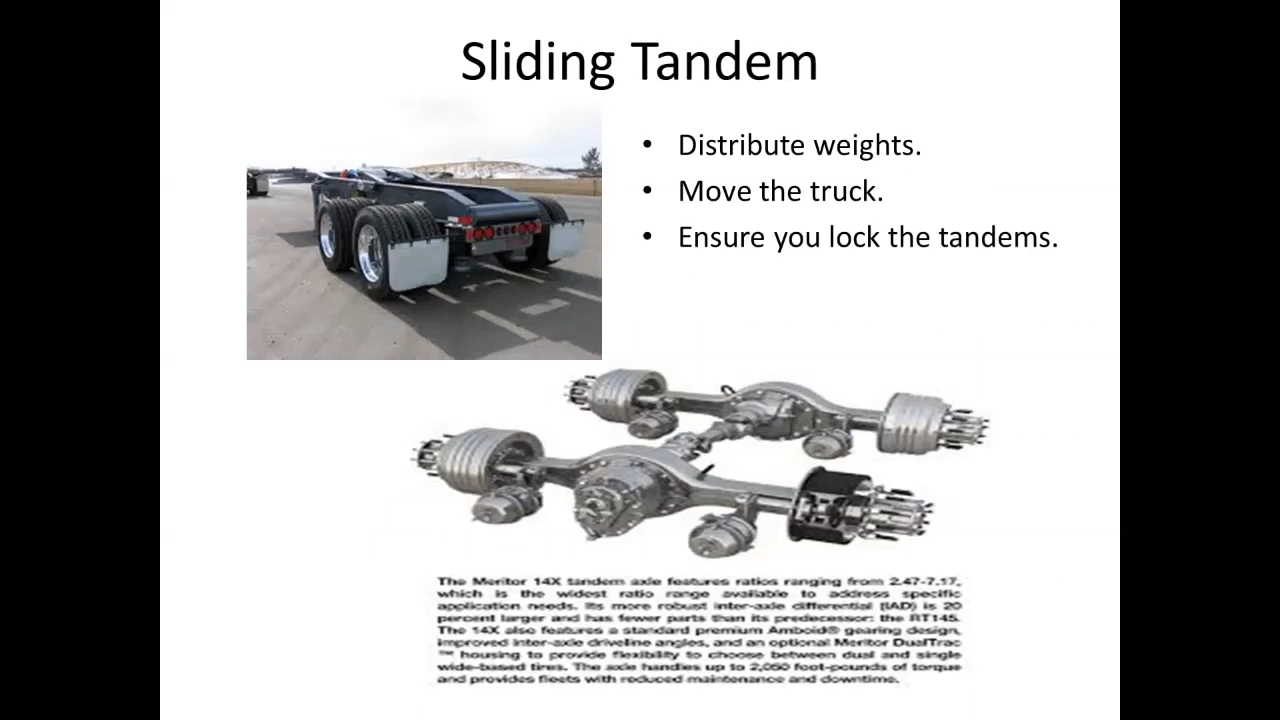 Sliding Tandem
• Distribute weights.
• Move the truck.
• Ensure you lock the tandems.
The Meritor 14X tandem axle features ratios ranging from 2.47-7.17,
which is the widest ratio range available to address specific
application needs. Its more robust inter-axle differential (IAD) is 20
percent larger and has fewer parts than its predecessor: the RT145.
The 14X also features a standard premium Amboid® gearing design,
improved inter-axle driveline angles, and an optional Meritor DualTrac
™ housing to provide flexibility to choose between dual and single
wide-based tires. The axle handles up to 2,050 foot-pounds of torque
and provides fleets with reduced maintenance and downtime.